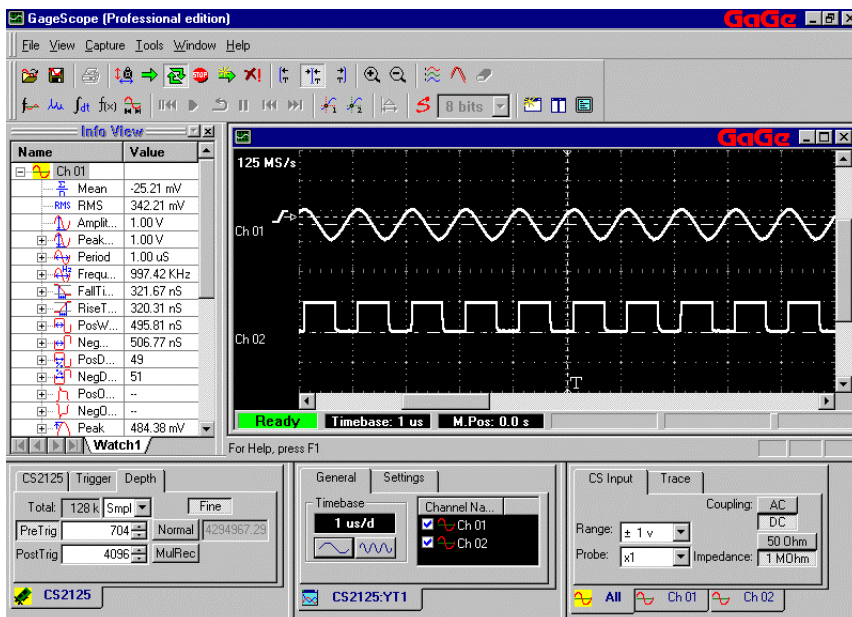 GageScope (Professional edition)
GaGe
File View Capture Tools Window Help
8 bits
Info View
GaGe
Name Value
Ch 01
Mean -25.21 mV
RMS RMS 342.21 mV
Amplit... 1.00 V
Peak... 1.00 V
Period 1.00 uS
Frequ... 997.42 KHz
FallTi... 321.67 nS
RiseT... 320.31 nS
PosW... 495.81 nS
Neg... 506.77 nS
PosD... 49
NegD... 51
PosO... --
NegO... --
Peak 484.38 mV
Watch1
125 MS/s
Ch 01
Ch 02
T
Ready Timebase: 1 us M.Pos: 0.0 s
For Help, press F1
CS2125 Trigger Depth
Total: 128 k Smpl Fine
PreTrig 704 Normal 4294967.29
PostTrig 4096 MulRec
CS2125
General Settings
Timebase
1 us/d
Channel Na...
Ch 01
Ch 02
CS2125:YT1
CS Input Trace
Coupling: AC
DC
Range: ± 1 v
50 Ohm
Probe: x1 Impedance: 1 MOhm
All Ch 01 Ch 02